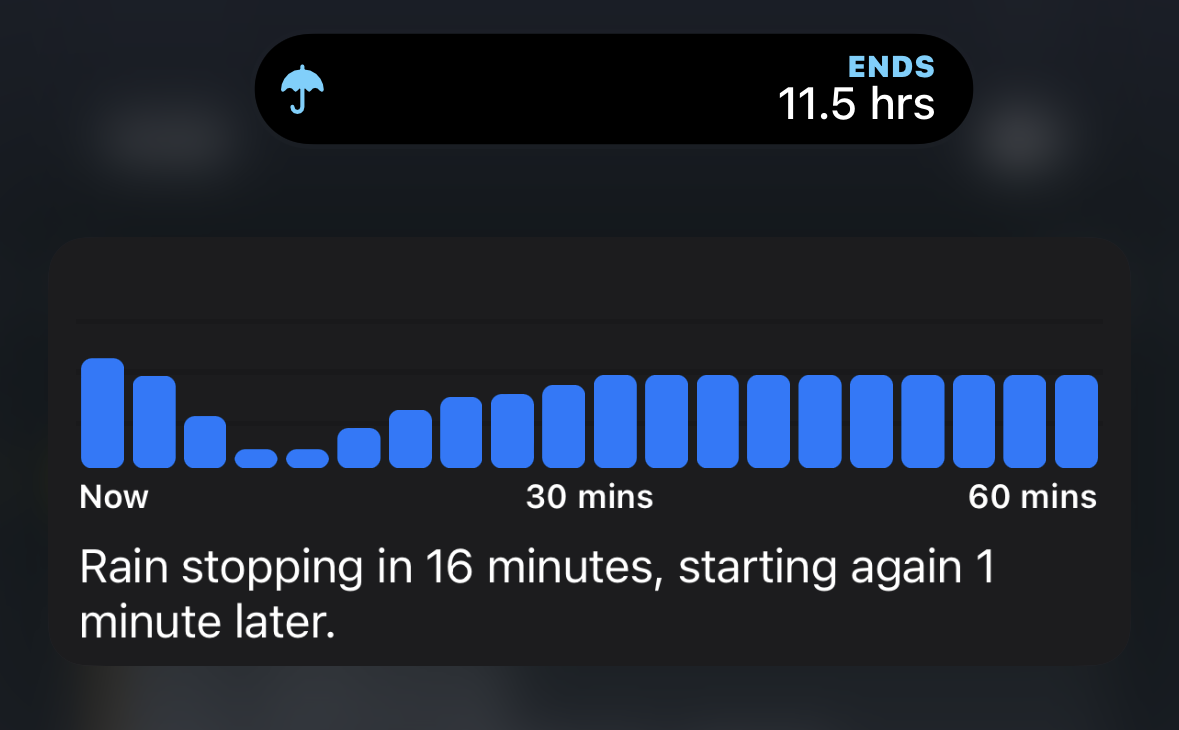 ENDS
11.5 hrs
Now 30 mins 60 mins
Rain stopping in 16 minutes, starting again 1
minute later.